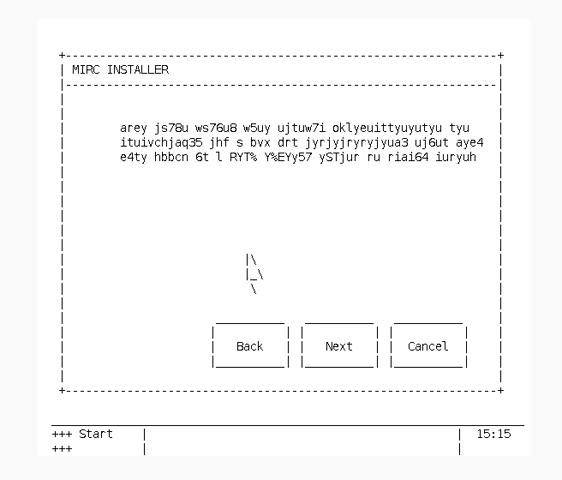 MIRC INSTALLER
arey js78u ws76u8 w5uy ujtuw7i oklyeuittyuyutyu tyu
ituivchjaq35 jhf s bvx drt jyrjyjryryjyua3 uj6ut aye4
e4ty hbbcn 6t l RYT% Y%EYy57 ySTjur ru riai64 iuryuh
Back Next Cancel
+++ Start 15:15
+++